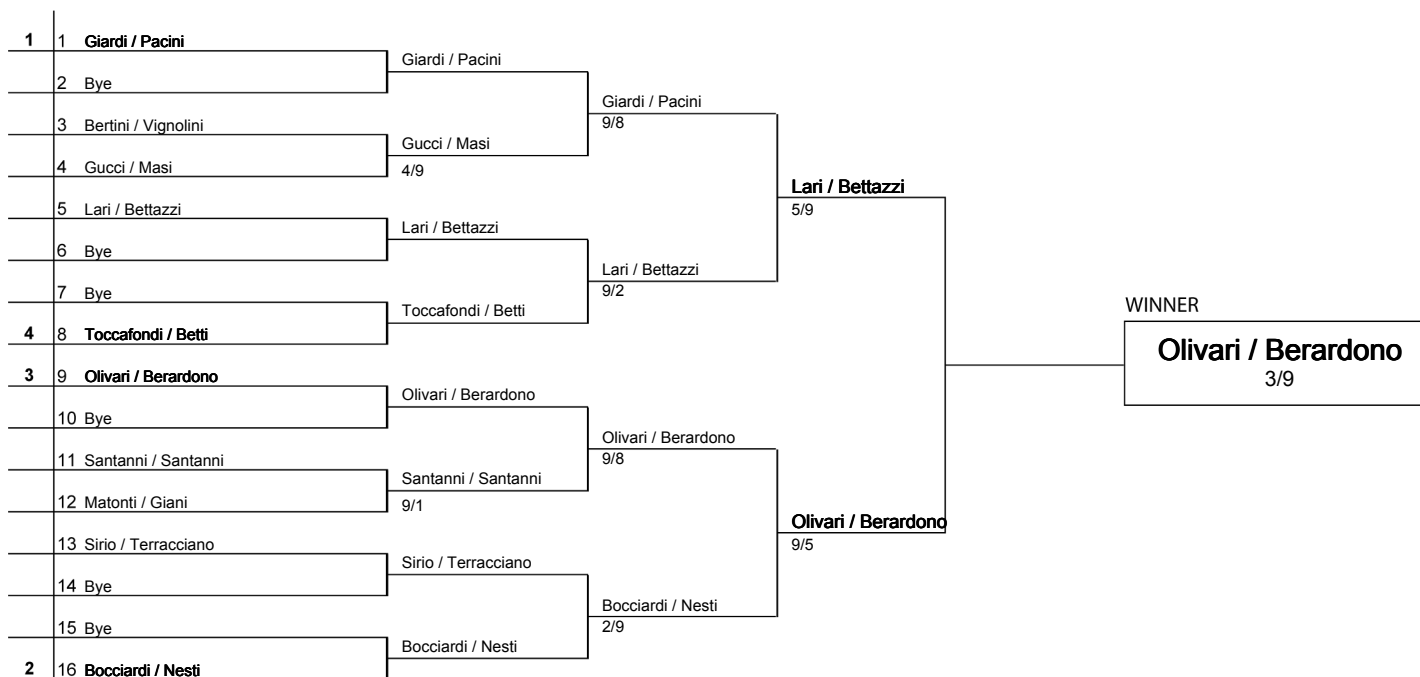 1 1 Giardi / Pacini
Giardi / Pacini
2 Bye
Giardi / Pacini
9/8
3 Bertini / Vignolini
Gucci / Masi
4/9
4 Gucci / Masi
Lari / Bettazzi
5/9
5 Lari / Bettazzi
Lari / Bettazzi
6 Bye
Lari / Bettazzi
9/2
7 Bye
Toccafondi / Betti
4 8 Toccafondi / Betti
WINNER
Olivari / Berardono
3/9
3 9 Olivari / Berardono
Olivari / Berardono
10 Bye
Olivari / Berardono
9/8
11 Santanni / Santanni
Santanni / Santanni
9/1
12 Matonti / Giani
Olivari / Berardono
9/5
13 Sirio / Terracciano
Sirio / Terracciano
14 Bye
Bocciardi / Nesti
2/9
15 Bye
Bocciardi / Nesti
2 16 Bocciardi / Nesti